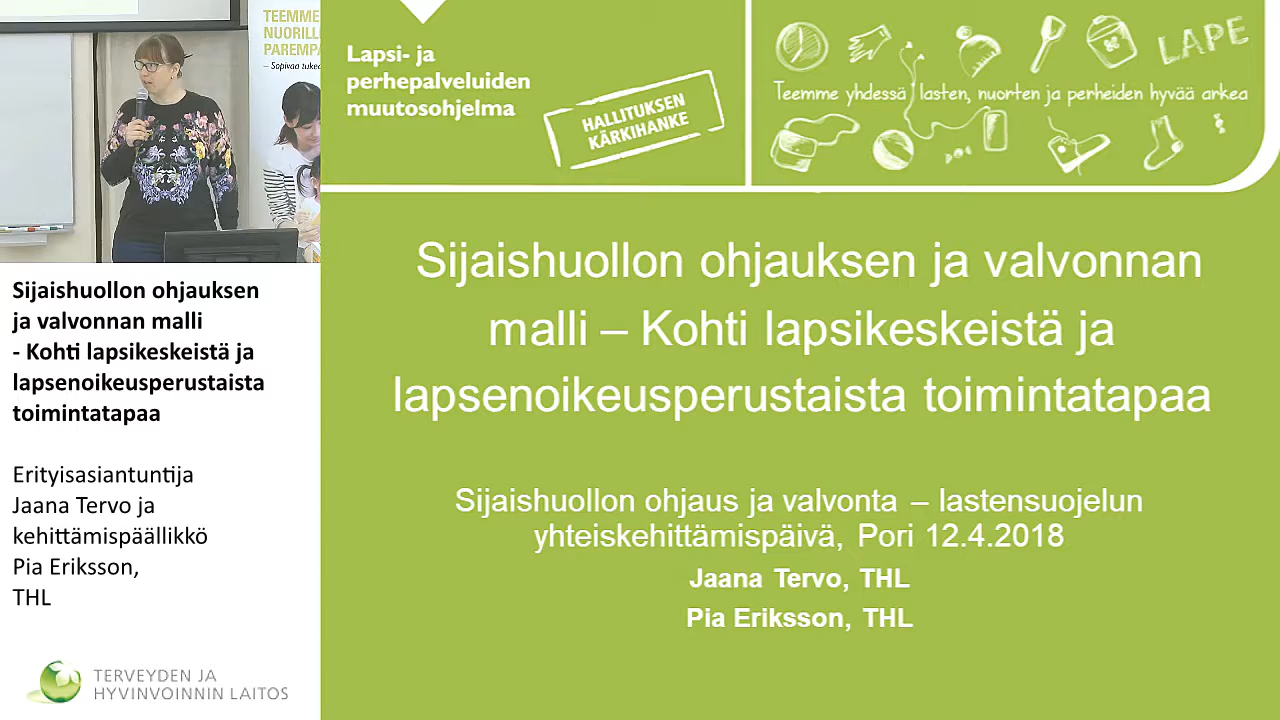 TEEMME
NUORILL
PAREMPA
– Sopivaa tukea
Sijaishuollon ohjauksen
ja valvonnan malli
- Kohti lapsikeskeistä ja
lapsenoikeusperustaista
toimintatapaa
Erityisasiantuntija
Jaana Tervo ja
kehittämispäällikkö
Pia Eriksson,
THL
TERVEYDEN JA
HYVINVOINNIN LAITOS
Lapsi- ja
perhepalveluiden
muutosohjelma
HALLITUKSEN
KÄRKIHANKE
LAPE
Teemme yhdessä lasten, nuorten ja perheiden hyvää arkea
Sijaishuollon ohjauksen ja valvonnan
malli – Kohti lapsikeskeistä ja
lapsenoikeusperustaista toimintatapaa
Sijaishuollon ohjaus ja valvonta – lastensuojelun
yhteiskehittämispäivä, Pori 12.4.2018
Jaana Tervo, THL
Pia Eriksson, THL